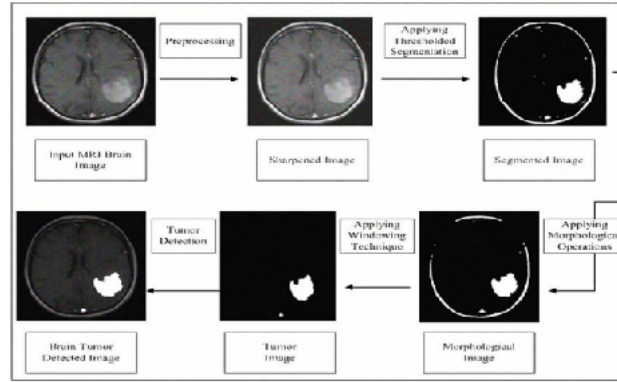 Preprocessing
Applying
Thresholded
Segmentation
Input MRI Brain
Image
Sharpened Image
Segmented Image
Tumor
Detection
Applying
Windowing
Technique
Applying
Morphological
Operations
Brain Tumor
Detected Image
Tumor
Image
Morphological
Image